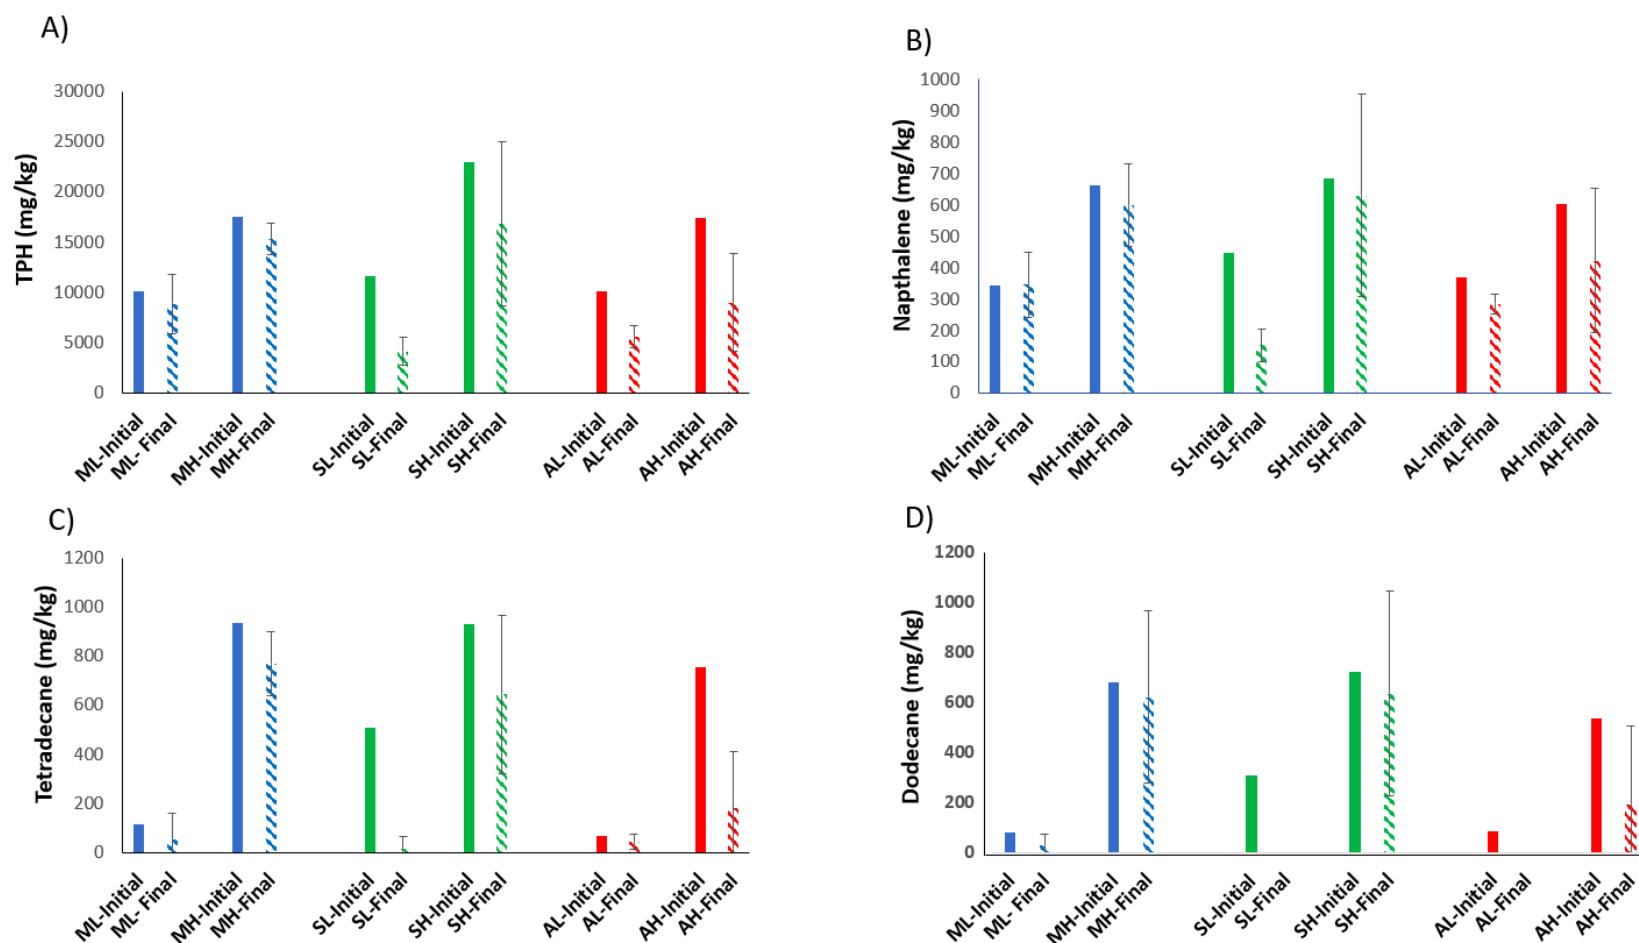 A)
TPH (mg/kg)
30000
25000
20000
15000
10000
5000
0
ML-Initial
ML- Final
MH-Initial
MH-Final
SL-Initial
SL-Final
SH-Initial
SH-Final
AL-Initial
AL-Final
AH-Initial
AH-Final
B)
Napthalene (mg/kg)
1000
900
800
700
600
500
400
300
200
100
0
ML-Initial
ML- Final
MH-Initial
MH-Final
SL-Initial
SL-Final
SH-Initial
SH-Final
AL-Initial
AL-Final
AH-Initial
AH-Final
C)
Tetradecane (mg/kg)
1200
1000
800
600
400
200
0
ML-Initial
ML- Final
MH-Initial
MH-Final
SL-Initial
SL-Final
SH-Initial
SH-Final
AL-Initial
AL-Final
AH-Initial
AH-Final
D)
Dodecane (mg/kg)
1200
1000
800
600
400
200
0
ML-Initial
ML- Final
MH-Initial
MH-Final
SL-Initial
SL-Final
SH-Initial
SH-Final
AL-Initial
AL-Final
AH-Initial
AH-Final